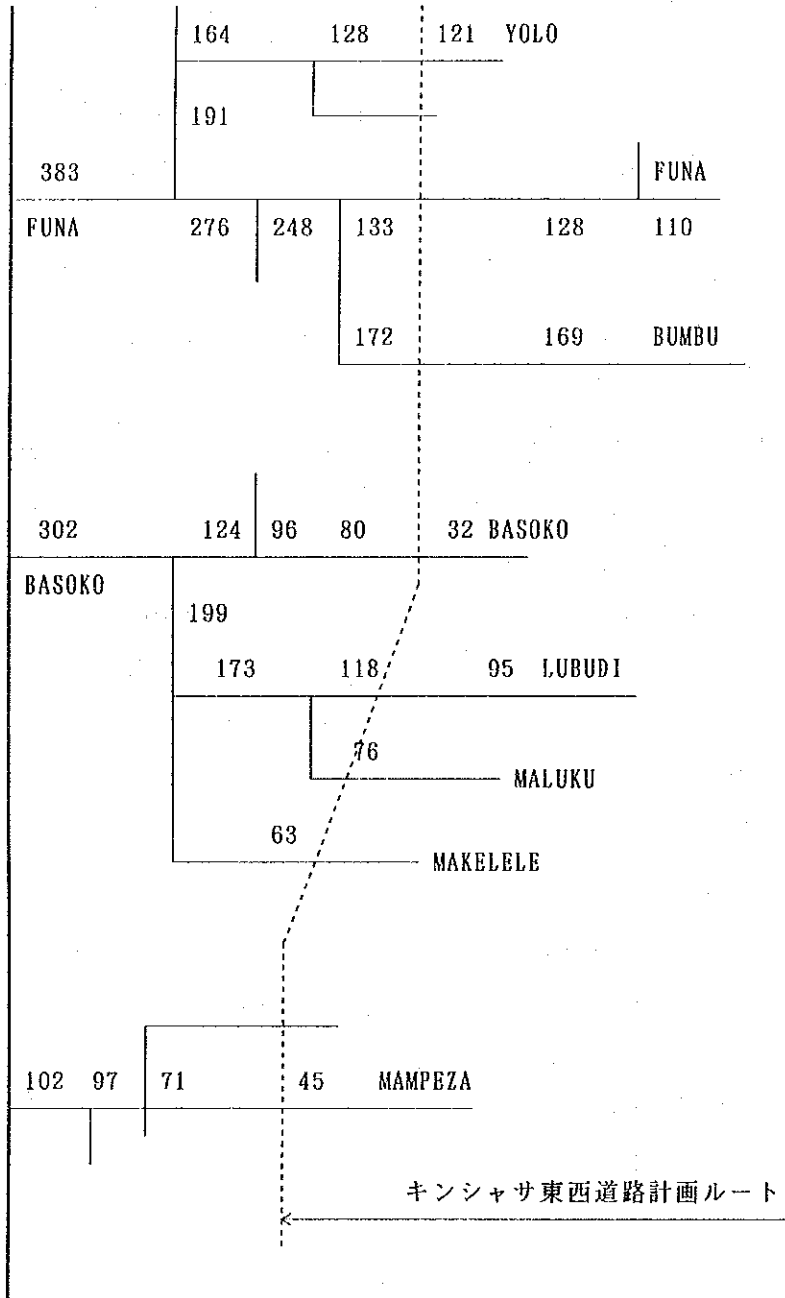 164 128 121 YOLO
191
383 FUNA
FUNA 276 248 133 128 110
172 169 BUMBU
302 124 96 80 32 BASOKO
BASOKO
199
173 118 95 LUBUDI
76
MALUKU
63
MAKELELE
102 97 71 45 MAMPEZA
キンシャサ東西道路計画ルート